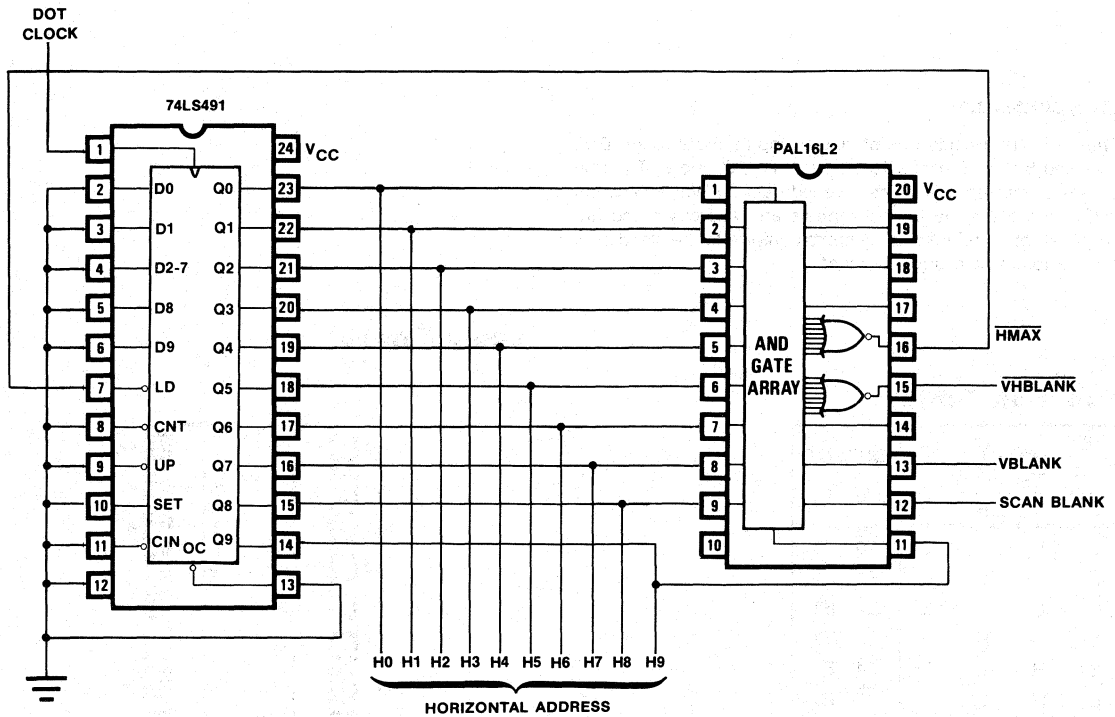 DOT
CLOCK
74LS491
PAL16L2
1
24 VCC
2 D0 Q0 23
3 D1 Q1 22
4 D2-7 Q2 21
5 D8 Q3 20
6 D9 Q4 19
7 LD Q5 18
8 CNT Q6 17
9 UP Q7 16
10 SET Q8 15
11 CIN OC Q9 14
12 13
1 20 VCC
2 19
3 18
4 17
5 16 HMAX
AND
GATE
ARRAY
6 15 VHBLANK
7 14
8 13 VBLANK
9 12 SCAN BLANK
10 11
H0 H1 H2 H3 H4 H5 H6 H7 H8 H9
HORIZONTAL ADDRESS